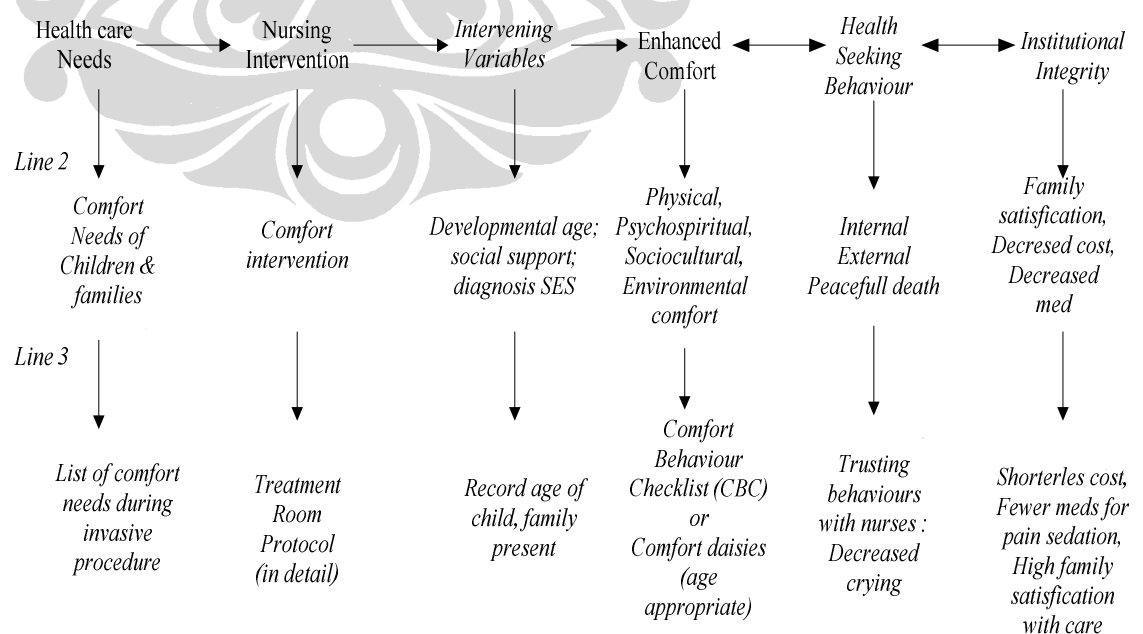 Health care
Needs
Nursing
Intervention
Intervening
Variables
Enhanced
Comfort
Health
Seeking
Behaviour
Institutional
Integrity
Line 2
Comfort
Needs of
Children &
families
Comfort
intervention
Developmental age;
social support;
diagnosis SES
Physical,
Psychospiritual,
Sociocultural,
Environmental
comfort
Internal
External
Peacefull death
Family
satisfication,
Decresed cost,
Decreased
med
Line 3
List of comfort
needs during
invasive
procedure
Treatment
Room
Protocol
(in detail)
Record age of
child, family
present
Comfort
Behaviour
Checklist (CBC)
or
Comfort daisies
(age
appropriate)
Trusting
behaviours
with nurses :
Decreased
crying
Shorterles cost,
Fewer meds for
pain sedation,
High family
satisfication
with care